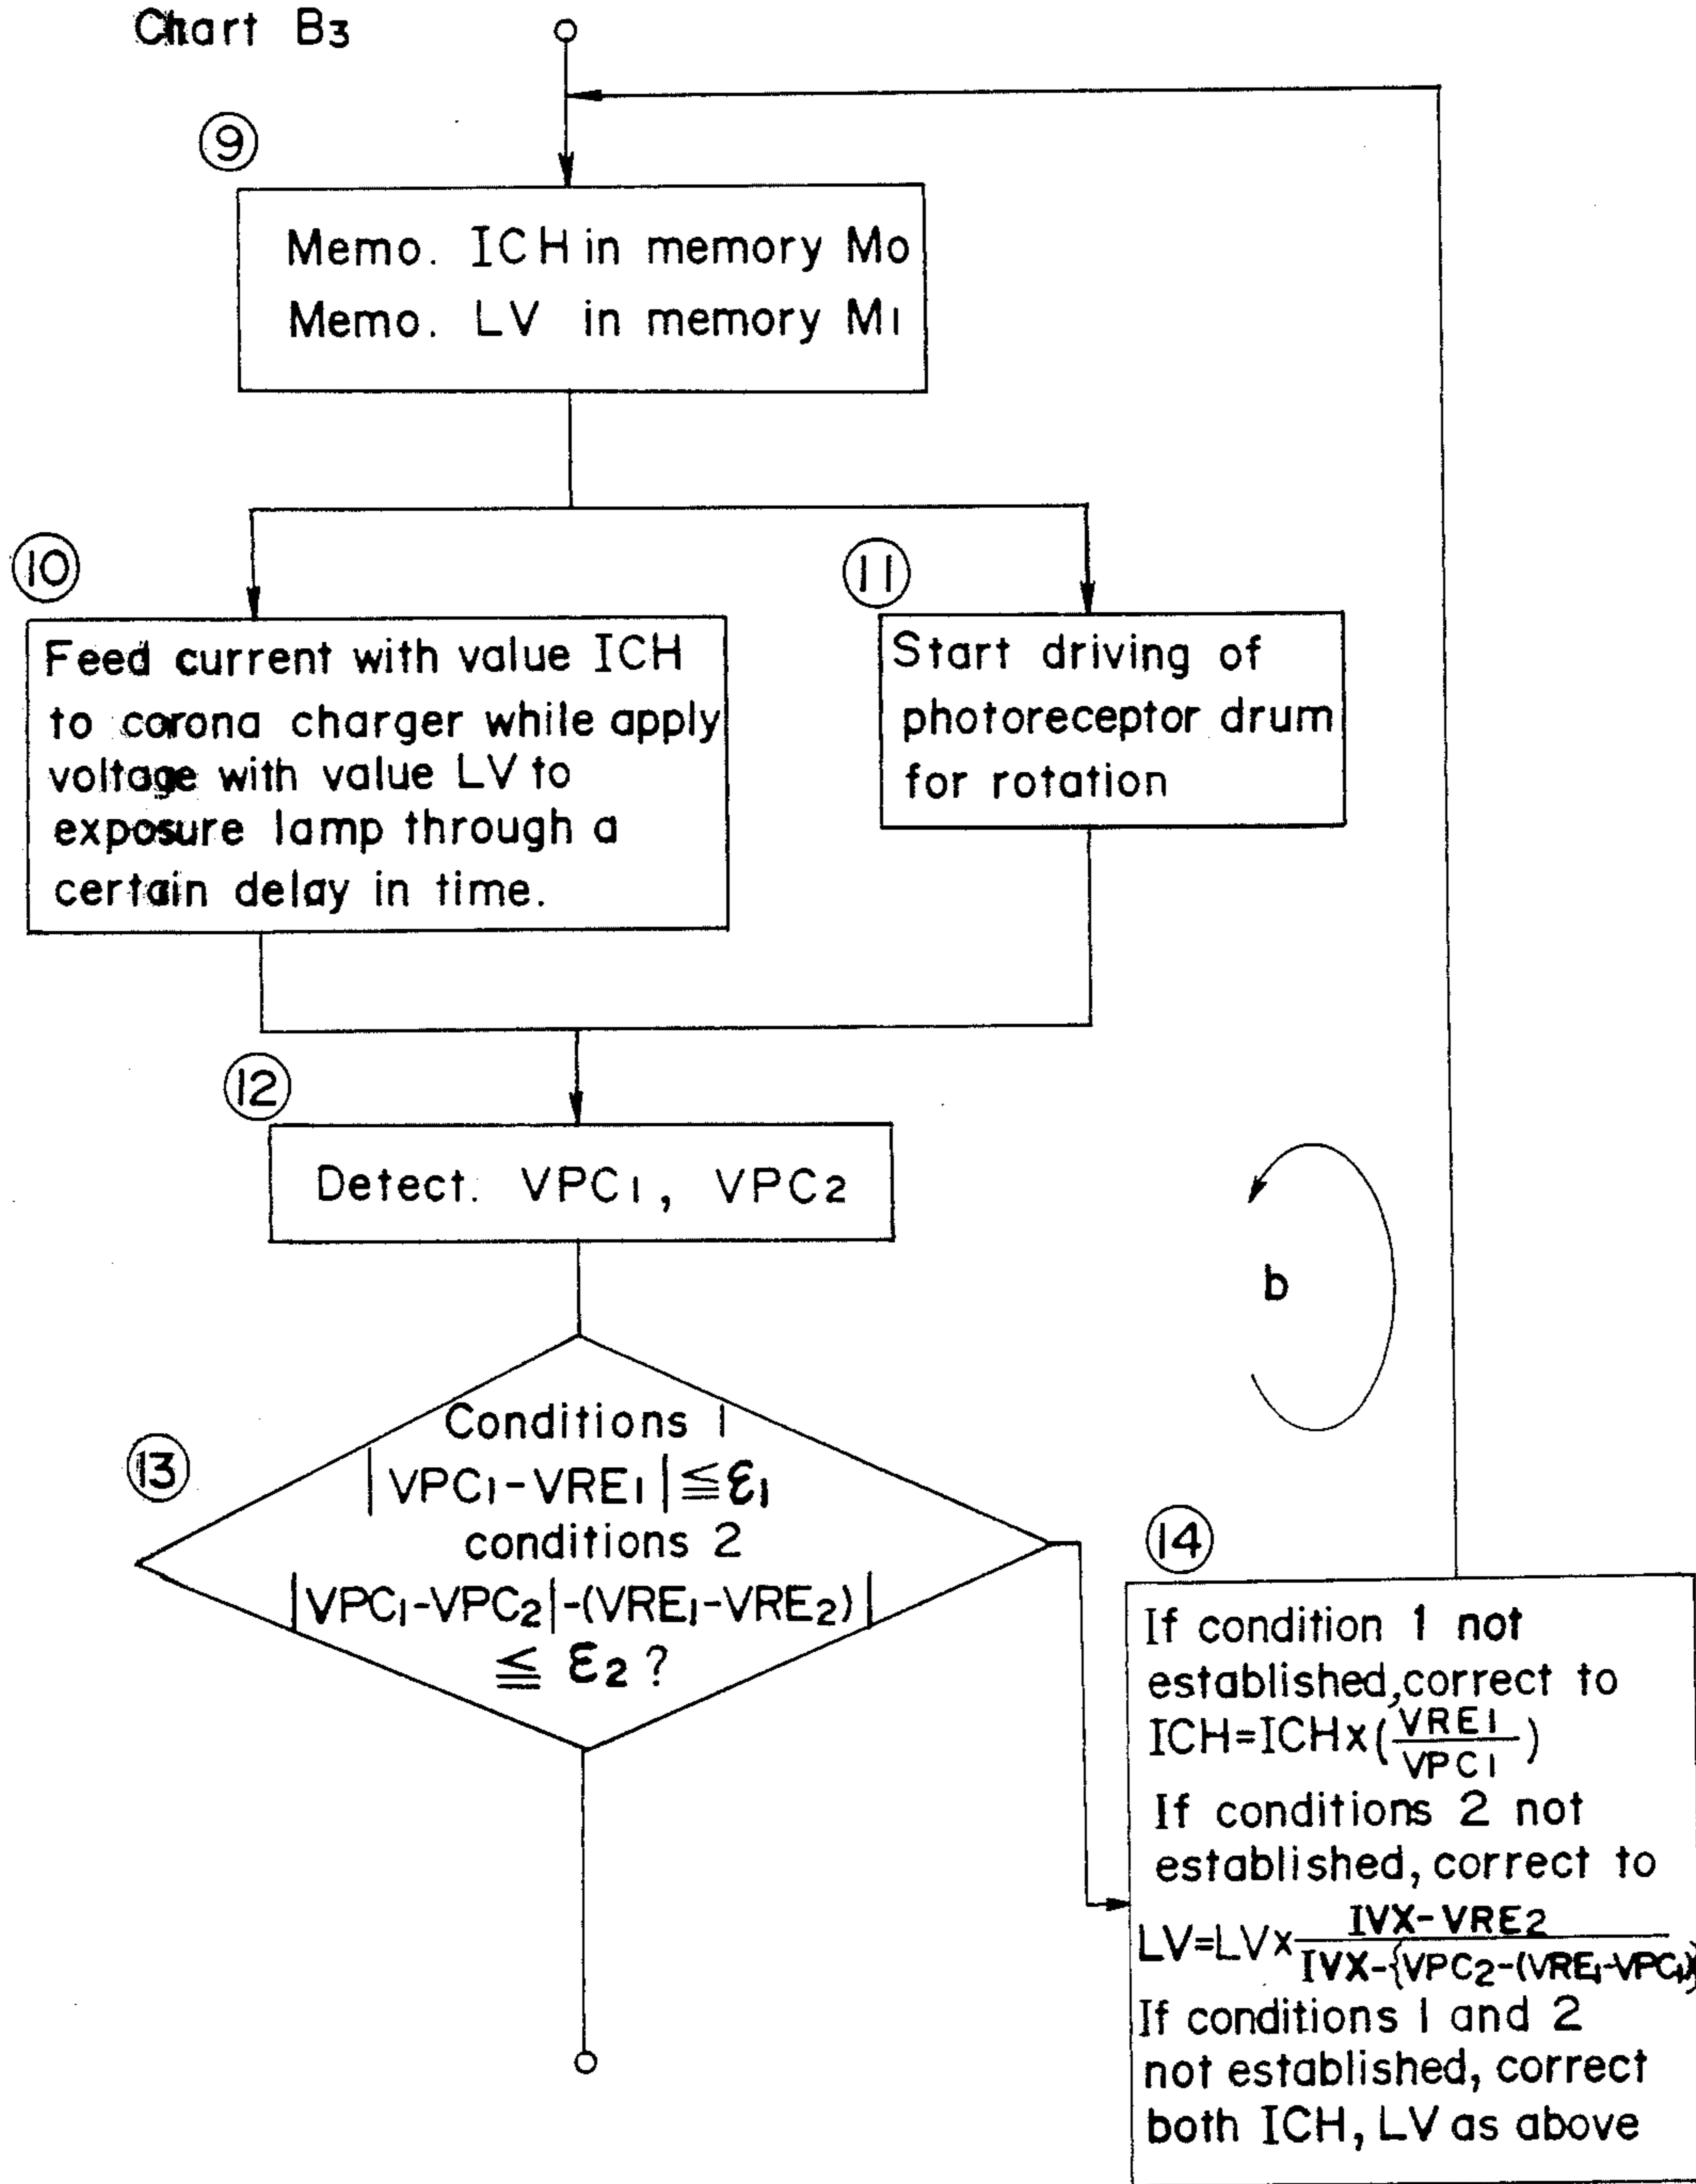 Chart B3
⑨
Memo. ICH in memory M0
Memo. LV in memory M1
⑩
Feed current with value ICH
to corona charger while apply
voltage with value LV to
exposure lamp through a
certain delay in time.
⑪
Start driving of
photoreceptor drum
for rotation
⑫
Detect. VPC1, VPC2
b
⑬
Conditions 1
|VPC1-VRE1|≦ε1
conditions 2
|VPC1-VPC2|-(VRE1-VRE2)|
≦ ε2?
⑭
If condition 1 not
established,correct to
ICH=ICH×(VRE1/VPC1)
If conditions 2 not
established, correct to
LV=LV×IVX-VRE2/IVX-{VPC2-(VRE1-VPC1)}
If conditions 1 and 2
not established, correct
both ICH, LV as above